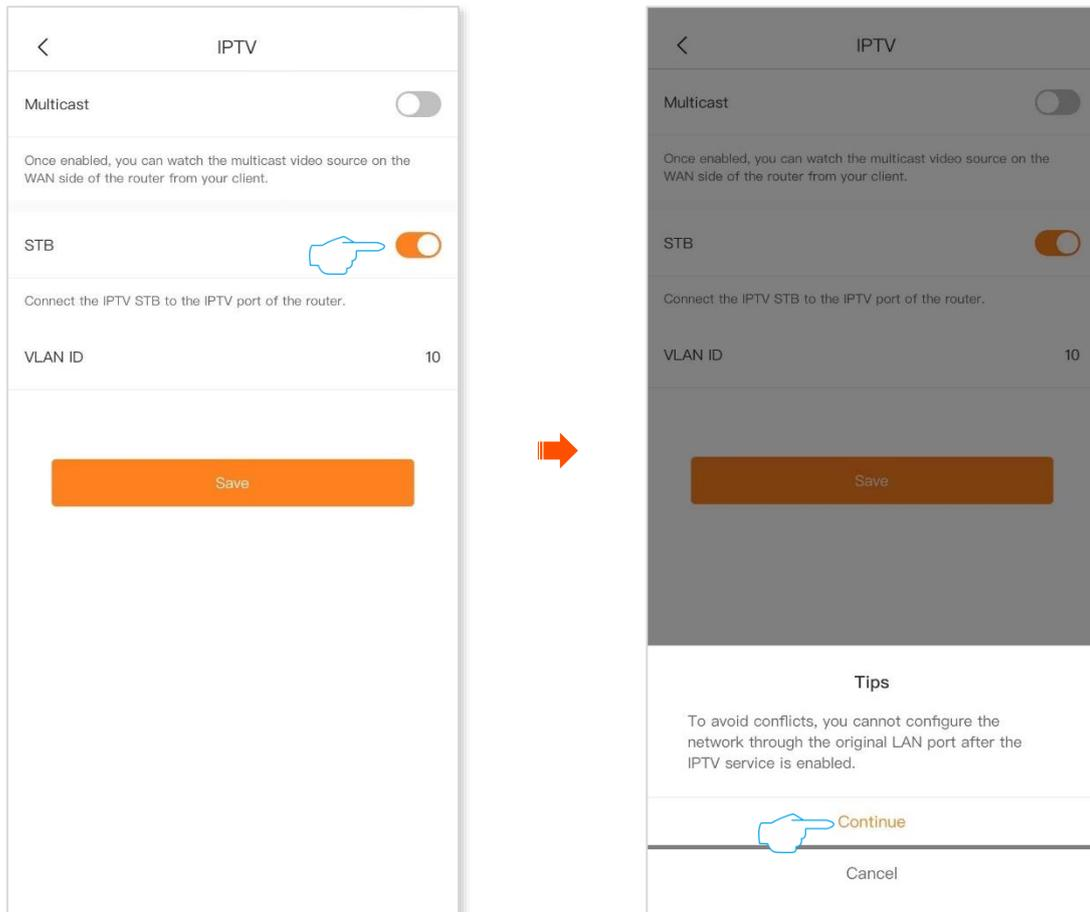 IPTV
Multicast
Once enabled, you can watch the multicast video source on the
WAN side of the router from your client.
STB
Connect the IPTV STB to the IPTV port of the router.
VLAN ID 10
Save
IPTV
Multicast
Once enabled, you can watch the multicast video source on the
WAN side of the router from your client.
STB
Connect the IPTV STB to the IPTV port of the router.
VLAN ID 10
Save
Tips
To avoid conflicts, you cannot configure the
network through the original LAN port after the
IPTV service is enabled.
Continue
Cancel